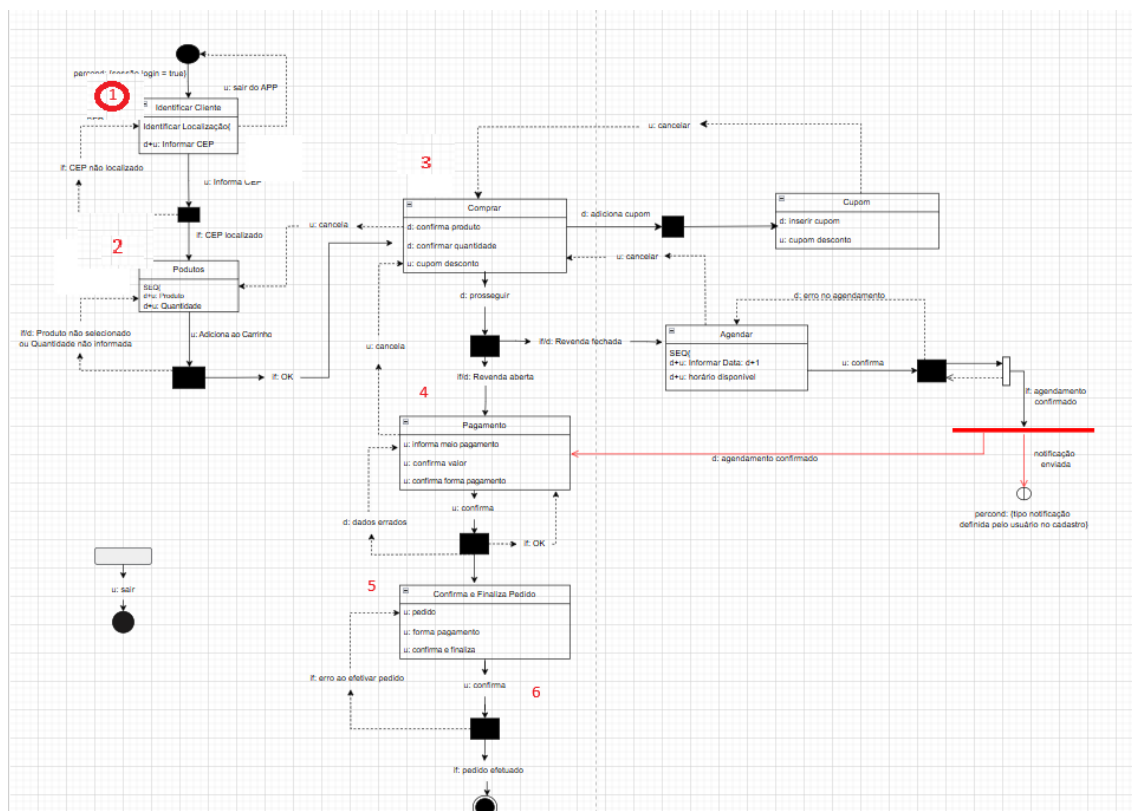 percond: {sessão login = true}
u: sair do APP
1
Identificar Cliente
Identificar Localização{
d+u: Informar CEP
if: CEP não localizado
u: Informa CEP
if: CEP localizado
2
Podutos
SEQ{
d+u: Produto
d+u: Quantidade
if/d: Produto não selecionado
ou Quantidade não informada
u: Adiciona ao Carrinho
if: OK
u: cancela
3
u: cancelar
Comprar
d: confirma produto
d: confirmar quantidade
u: cupom desconto
d: adiciona cupom
Cupom
d: inserir cupom
u: cupom desconto
u: cancelar
d: prosseguir
d: erro no agendamento
if/d: Revenda fechada
Agendar
SEQ{
d+u: Informar Data: d+1
d+u: horário disponível
u: confirma
if: agendamento
confirmado
u: cancela
if/d: Revenda aberta
4
Pagamento
u: informa meio pagamento
u: confirma valor
u: confirma forma pagamento
d: agendamento confirmado
notificação
enviada
percond: {tipo notificação
definida pelo usuário no cadastro}
u: confirma
d: dados errados
if: OK
u: sair
5
Confirma e Finaliza Pedido
u: pedido
u: forma pagamento
u: confirma e finaliza
if: erro ao efetivar pedido
u: confirma
6
if: pedido efetuado